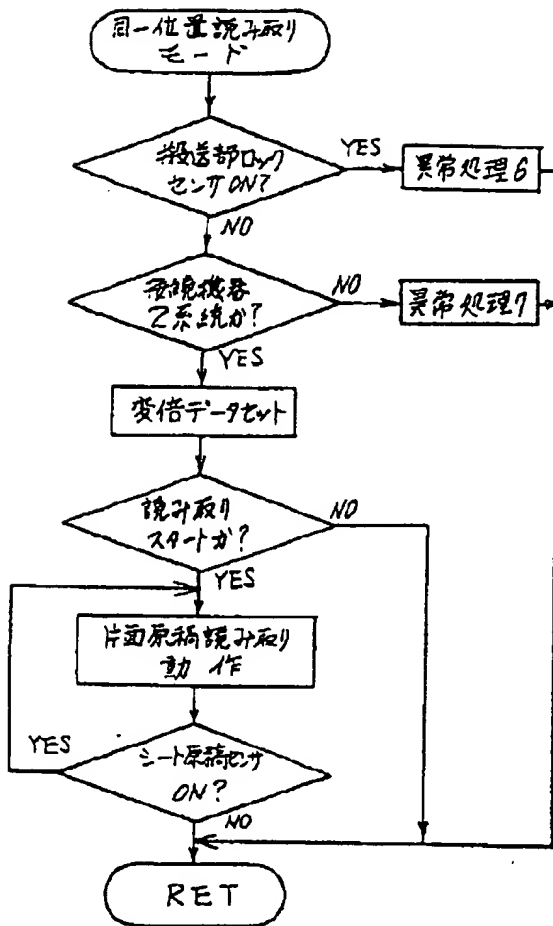 同一位置読み取り
モード
搬送部ロック
センサON?
YES
異常処理6
NO
接続機器
2系統か?
NO
異常処理7
YES
変倍データセット
読み取り
スタートか?
NO
YES
片面原稿読み取り
動作
YES
シート原稿センサ
ON?
NO
RET